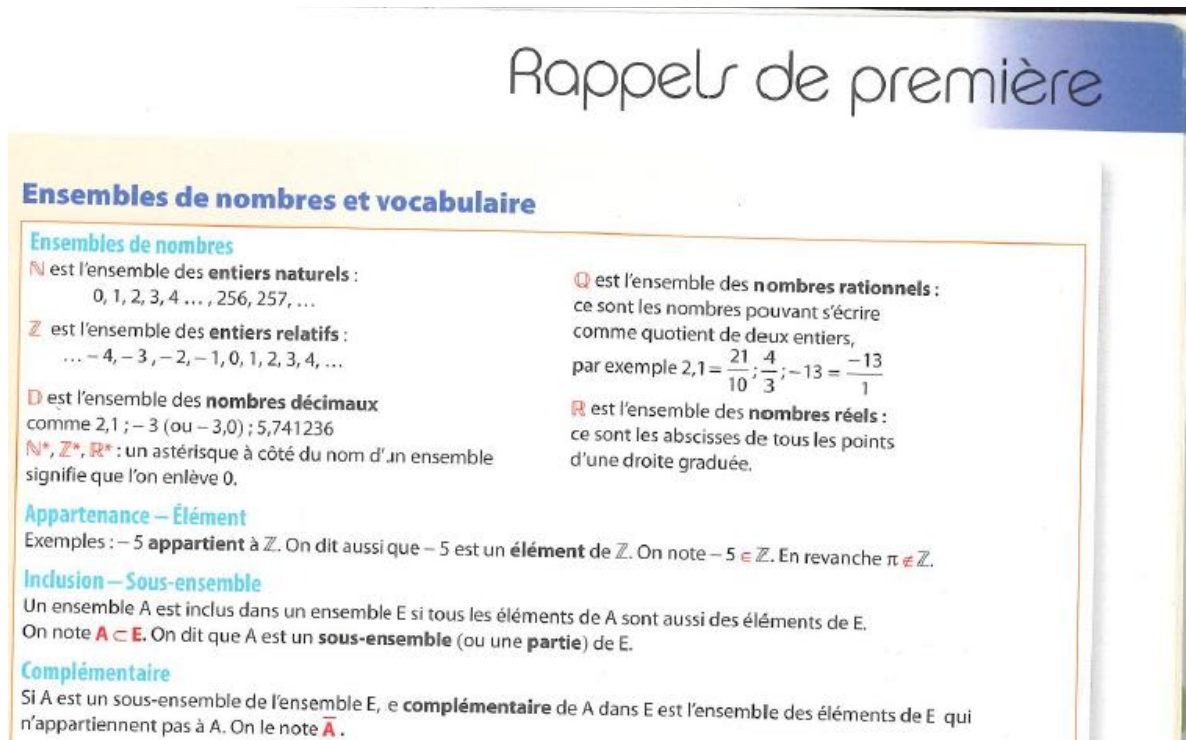 Rappels de première
Ensembles de nombres et vocabulaire
Ensembles de nombres
ℕ est l'ensemble des entiers naturels :
0, 1, 2, 3, 4 … , 256, 257, …
ℤ est l'ensemble des entiers relatifs :
… – 4, – 3 , – 2, – 1, 0, 1, 2, 3, 4, …
𝔻 est l'ensemble des nombres décimaux
comme 2,1 ; – 3 (ou – 3,0) ; 5,741236
ℕ*, ℤ*, ℝ* : un astérisque à côté du nom d'un ensemble
signifie que l'on enlève 0.
ℚ est l'ensemble des nombres rationnels :
ce sont les nombres pouvant s'écrire
comme quotient de deux entiers,
par exemple 2,1 = 21/10 ; 4/3 ; – 13 = –13/1
ℝ est l'ensemble des nombres réels :
ce sont les abscisses de tous les points
d'une droite graduée.
Appartenance – Élément
Exemples : – 5 appartient à ℤ. On dit aussi que – 5 est un élément de ℤ. On note – 5 ∈ ℤ. En revanche π ∉ ℤ.
Inclusion – Sous-ensemble
Un ensemble A est inclus dans un ensemble E si tous les éléments de A sont aussi des éléments de E.
On note A ⊂ E. On dit que A est un sous-ensemble (ou une partie) de E.
Complémentaire
Si A est un sous-ensemble de l'ensemble E, e complémentaire de A dans E est l'ensemble des éléments de E qui
n'appartiennent pas à A. On le note A̅ .